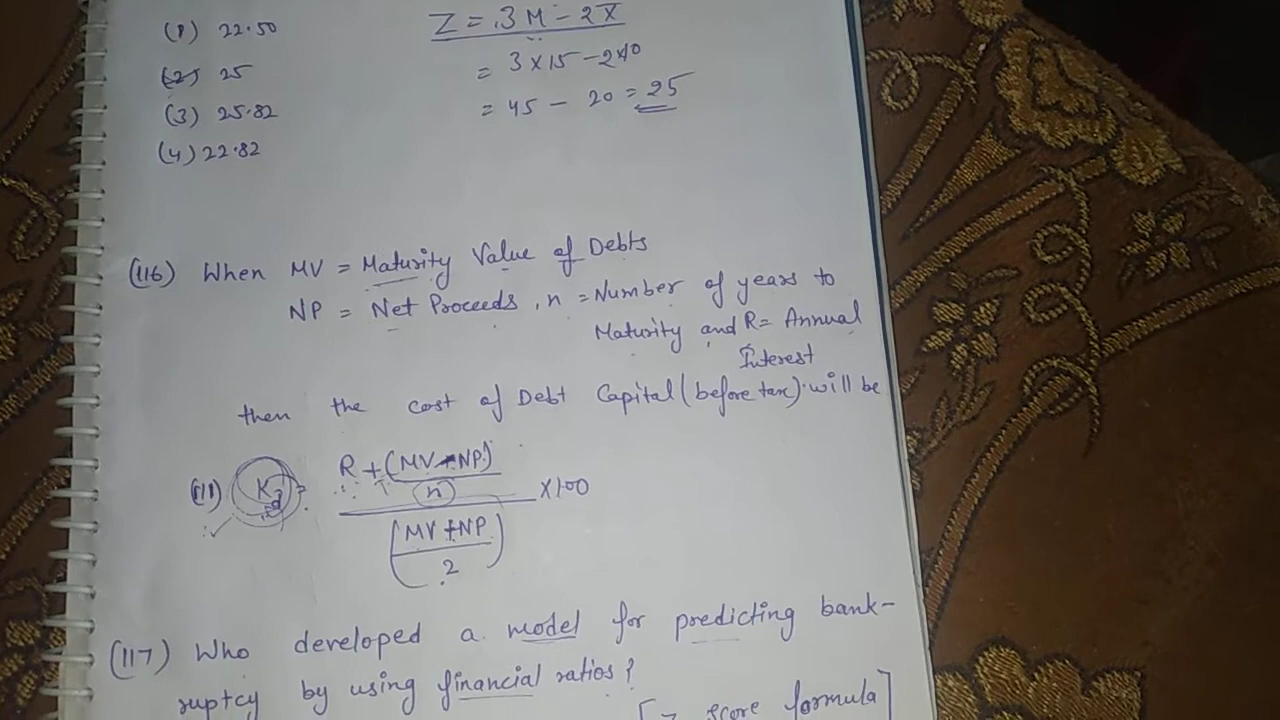 (1) 22.50
(2) 25
(3) 25.82
(4) 22.82
Z = 3M - 2X̄
= 3×15 - 2×10
= 45 - 20 = 25
(116) When MV = Maturity Value of Debts
NP = Net Proceeds, n = Number of years to
Maturity and R = Annual
Interest
then the cost of Debt Capital (before tax) will be
(1) Kd = R + (MV - NP)
n
×100
(MV + NP)
2
(117) Who developed a model for predicting bank-
ruptcy by using financial ratios?
score formula]